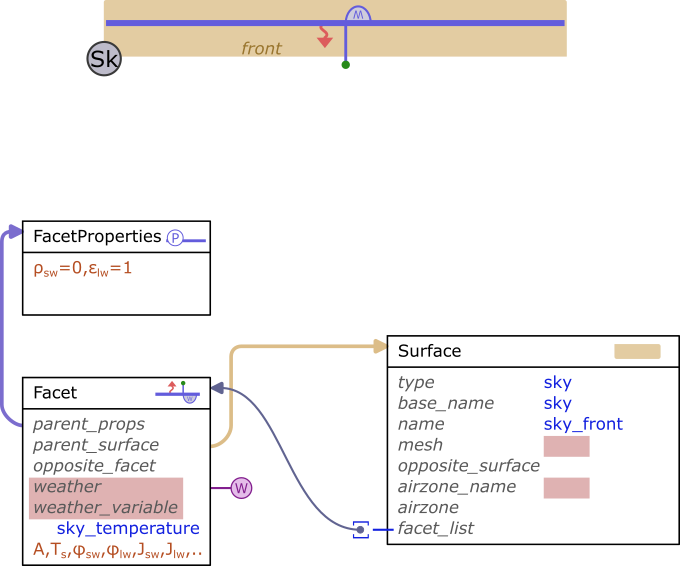 W
front
Sk
FacetProperties P
ρsw=0,εlw=1
Surface
type sky
base_name sky
name sky_front
mesh
opposite_surface
airzone_name
airzone
facet_list
Facet W
parent_props
parent_surface
opposite_facet
weather W
weather_variable
sky_temperature
A,Ts,φsw,φlw,Jsw,Jlw,..